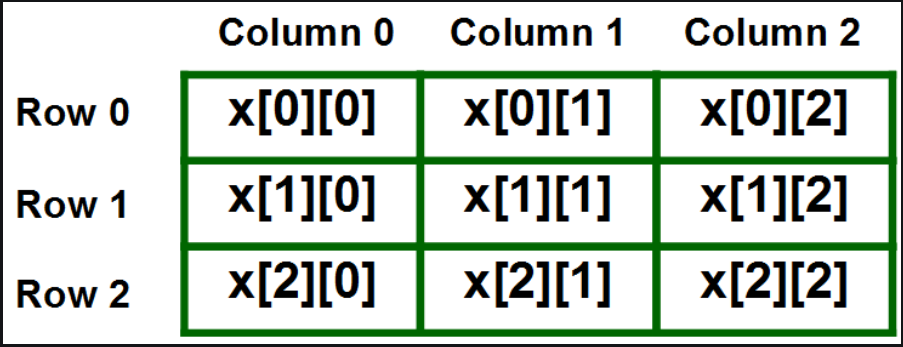 Column 0 Column 1 Column 2
Row 0 x[0][0] x[0][1] x[0][2]
Row 1 x[1][0] x[1][1] x[1][2]
Row 2 x[2][0] x[2][1] x[2][2]